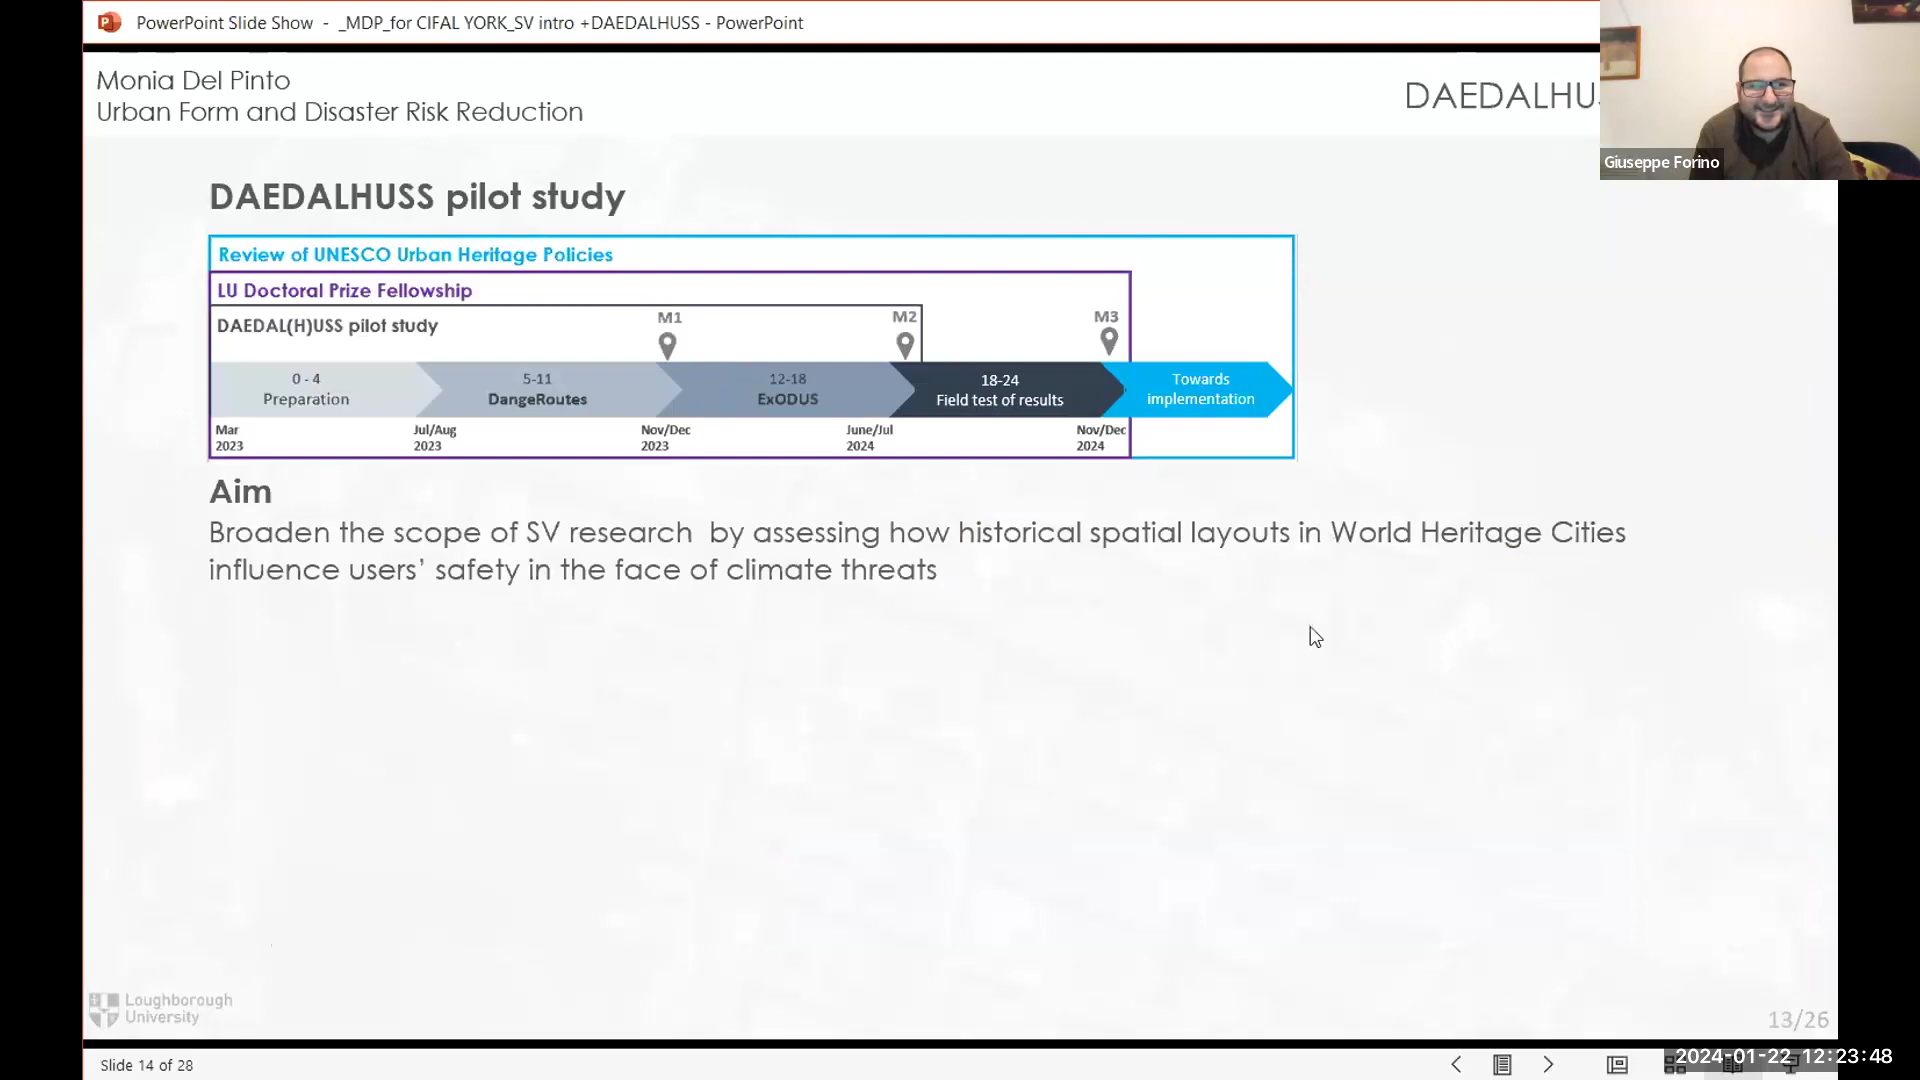 PowerPoint Slide Show - _MDP_for CIFAL YORK_SV intro +DAEDALHUSS - PowerPoint
Monia Del Pinto
Urban Form and Disaster Risk Reduction
DAEDALHUS
Giuseppe Forino
DAEDALHUSS pilot study
Review of UNESCO Urban Heritage Policies
LU Doctoral Prize Fellowship
DAEDAL(H)USS pilot study
M1
M2
M3
0 - 4
Preparation
5-11
DangeRoutes
12-18
ExODUS
18-24
Field test of results
Towards
implementation
Mar
2023
Jul/Aug
2023
Nov/Dec
2023
June/Jul
2024
Nov/Dec
2024
Aim
Broaden the scope of SV research by assessing how historical spatial layouts in World Heritage Cities
influence users’ safety in the face of climate threats
Loughborough
University
13/26
Slide 14 of 28
2024-01-22 12:23:48